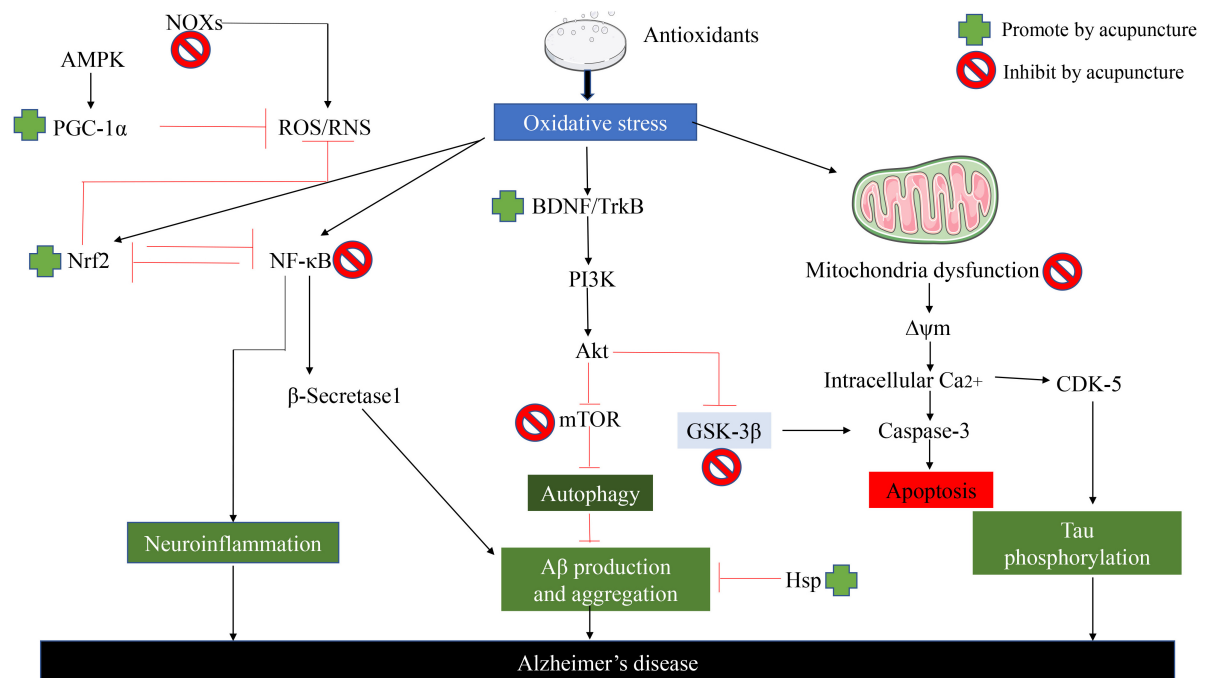 NOXs
Antioxidants
Promote by acupuncture
Inhibit by acupuncture
AMPK
PGC-1α
ROS/RNS
Oxidative stress
BDNF/TrkB
Nrf2
NF-κB
Mitochondria dysfunction
PI3K
Δψm
Akt
Intracellular Ca2+
CDK-5
β-Secretase1
mTOR
GSK-3β
Caspase-3
Autophagy
Apoptosis
Neuroinflammation
Tau
phosphorylation
Aβ production
and aggregation
Hsp
Alzheimer’s disease